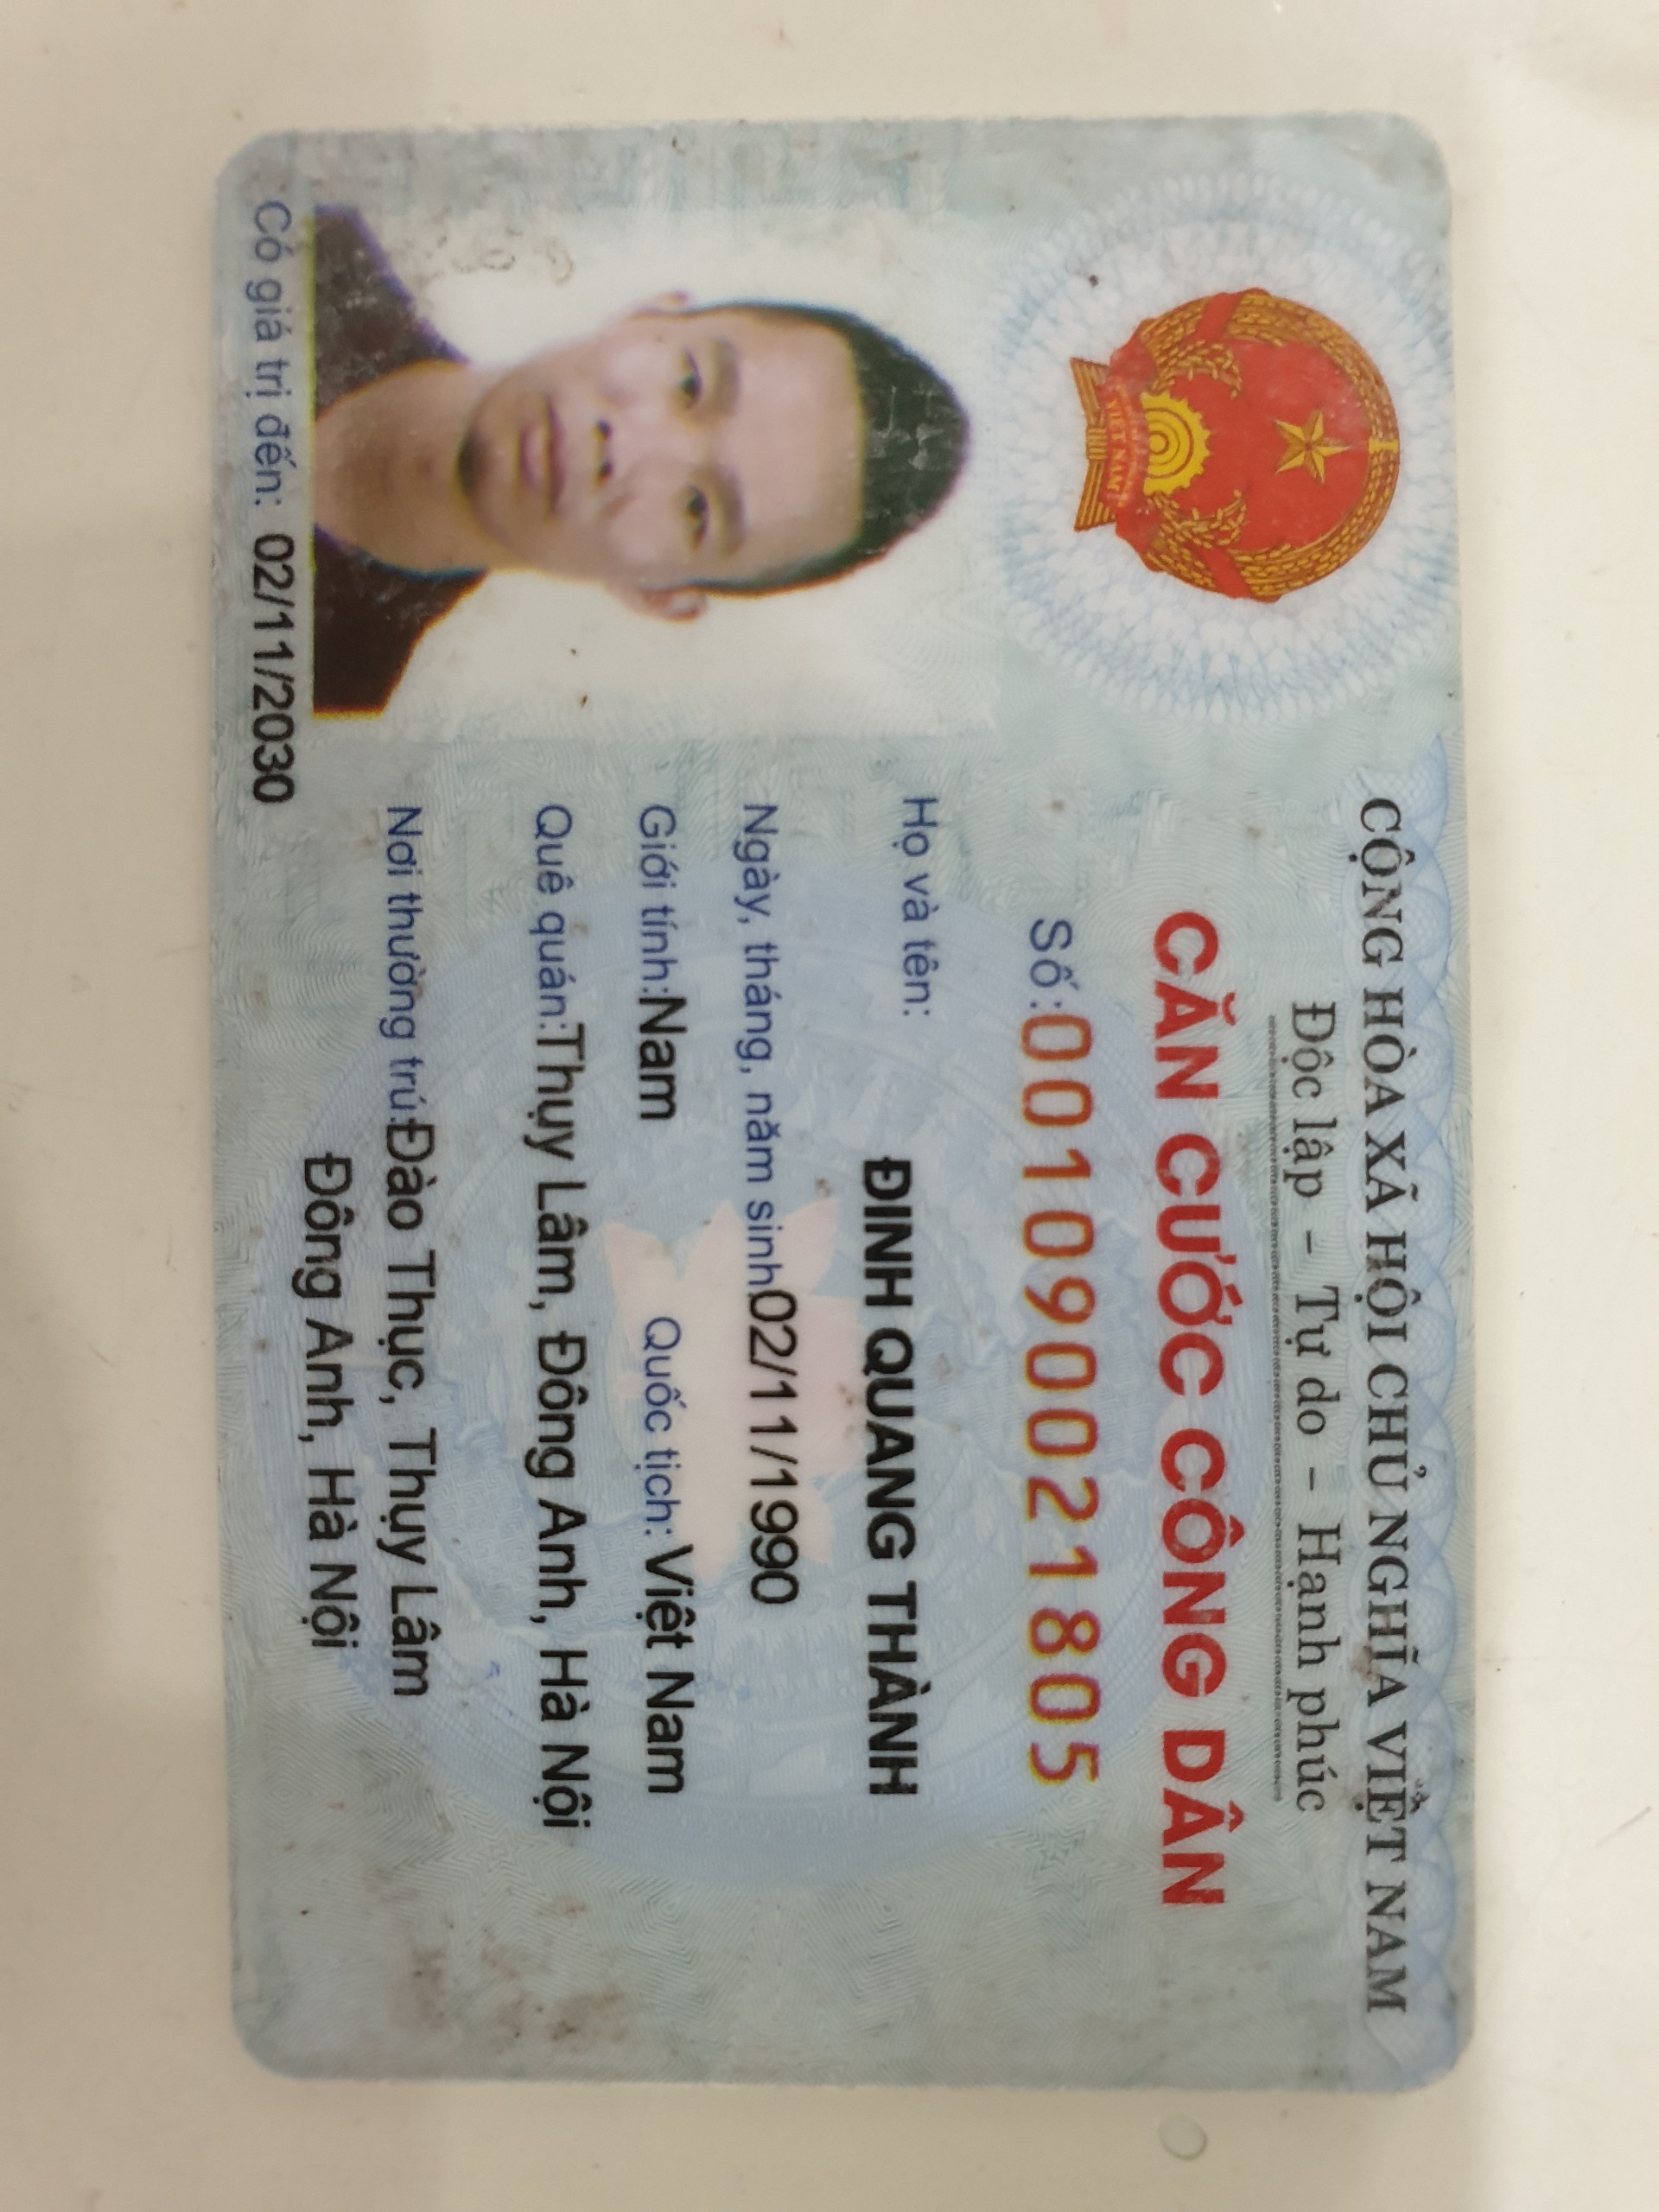 CỘNG HÒA XÃ HỘI CHỦ NGHĨA VIỆT NAM
Độc lập – Tự do – Hạnh phúc
CĂN CƯỚC CÔNG DÂN
Số: 001090021805
Họ và tên:
ĐINH QUANG THÀNH
Ngày, tháng, năm sinh: 02/11/1990
Giới tính: Nam Quốc tịch: Việt Nam
Quê quán: Thụy Lâm, Đông Anh, Hà Nội
Nơi thường trú: Đào Thục, Thụy Lâm
Đông Anh, Hà Nội
Có giá trị đến: 02/11/2030
VIỆT NAM